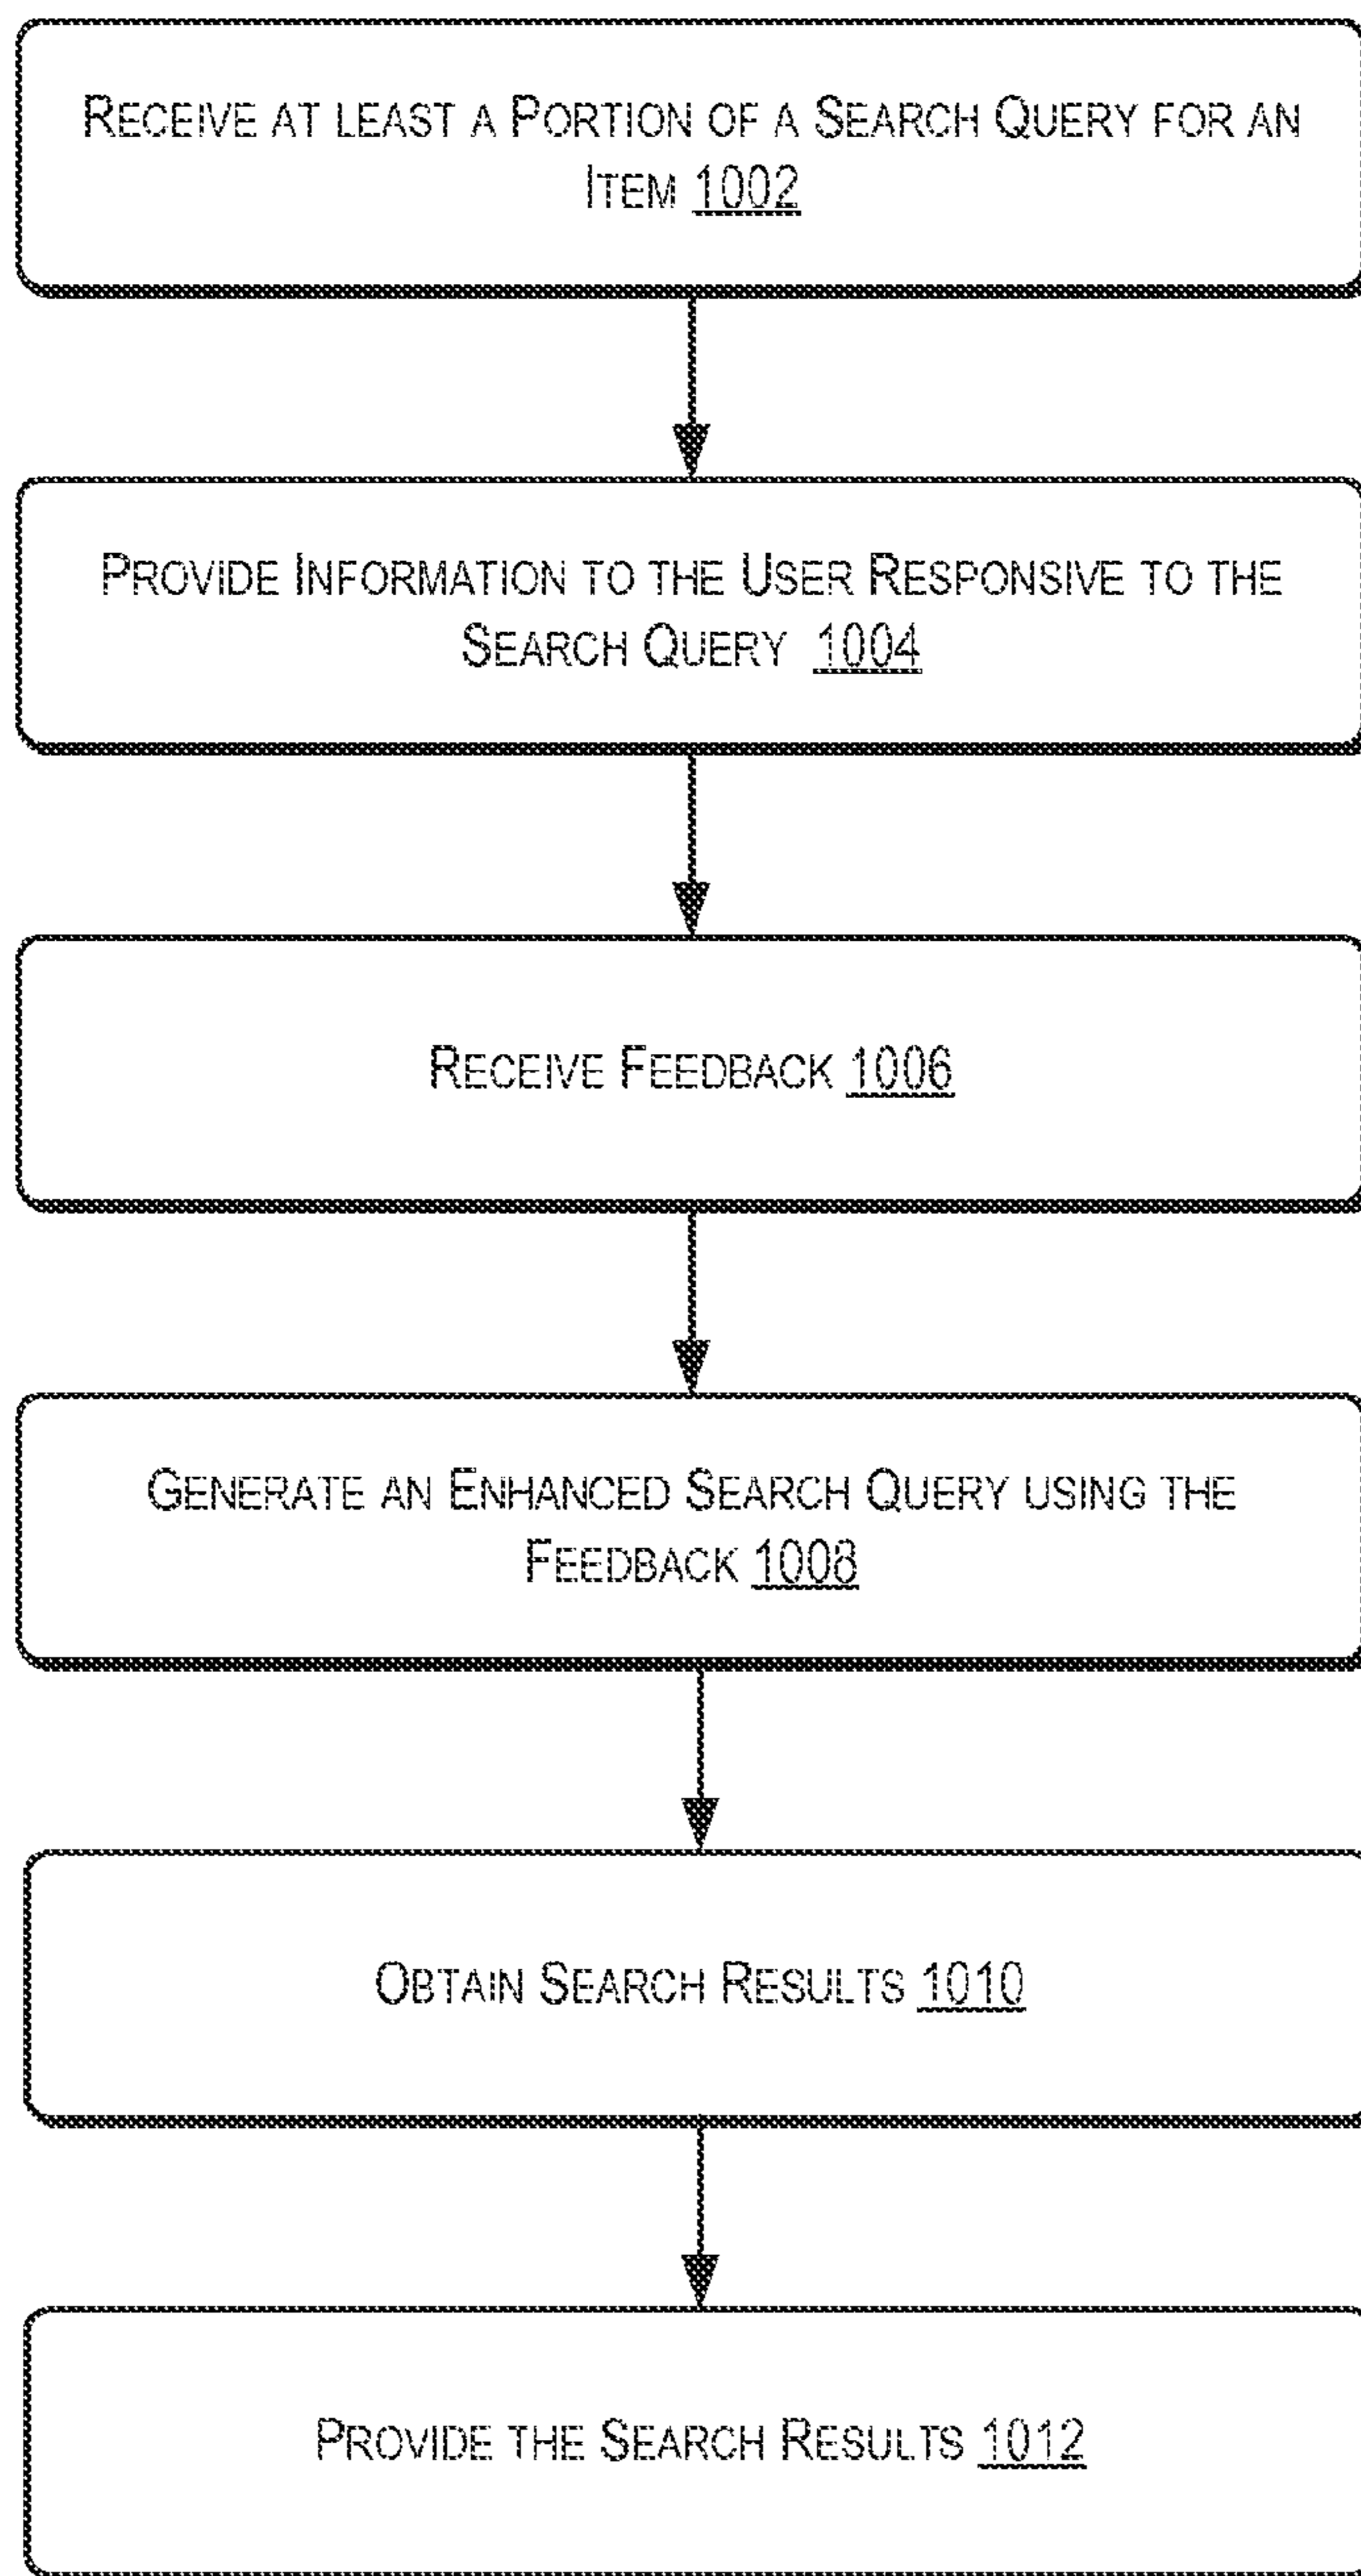 RECEIVE AT LEAST A PORTION OF A SEARCH QUERY FOR AN
ITEM 1002
PROVIDE INFORMATION TO THE USER RESPONSIVE TO THE
SEARCH QUERY 1004
RECEIVE FEEDBACK 1006
GENERATE AN ENHANCED SEARCH QUERY USING THE
FEEDBACK 1008
OBTAIN SEARCH RESULTS 1010
PROVIDE THE SEARCH RESULTS 1012